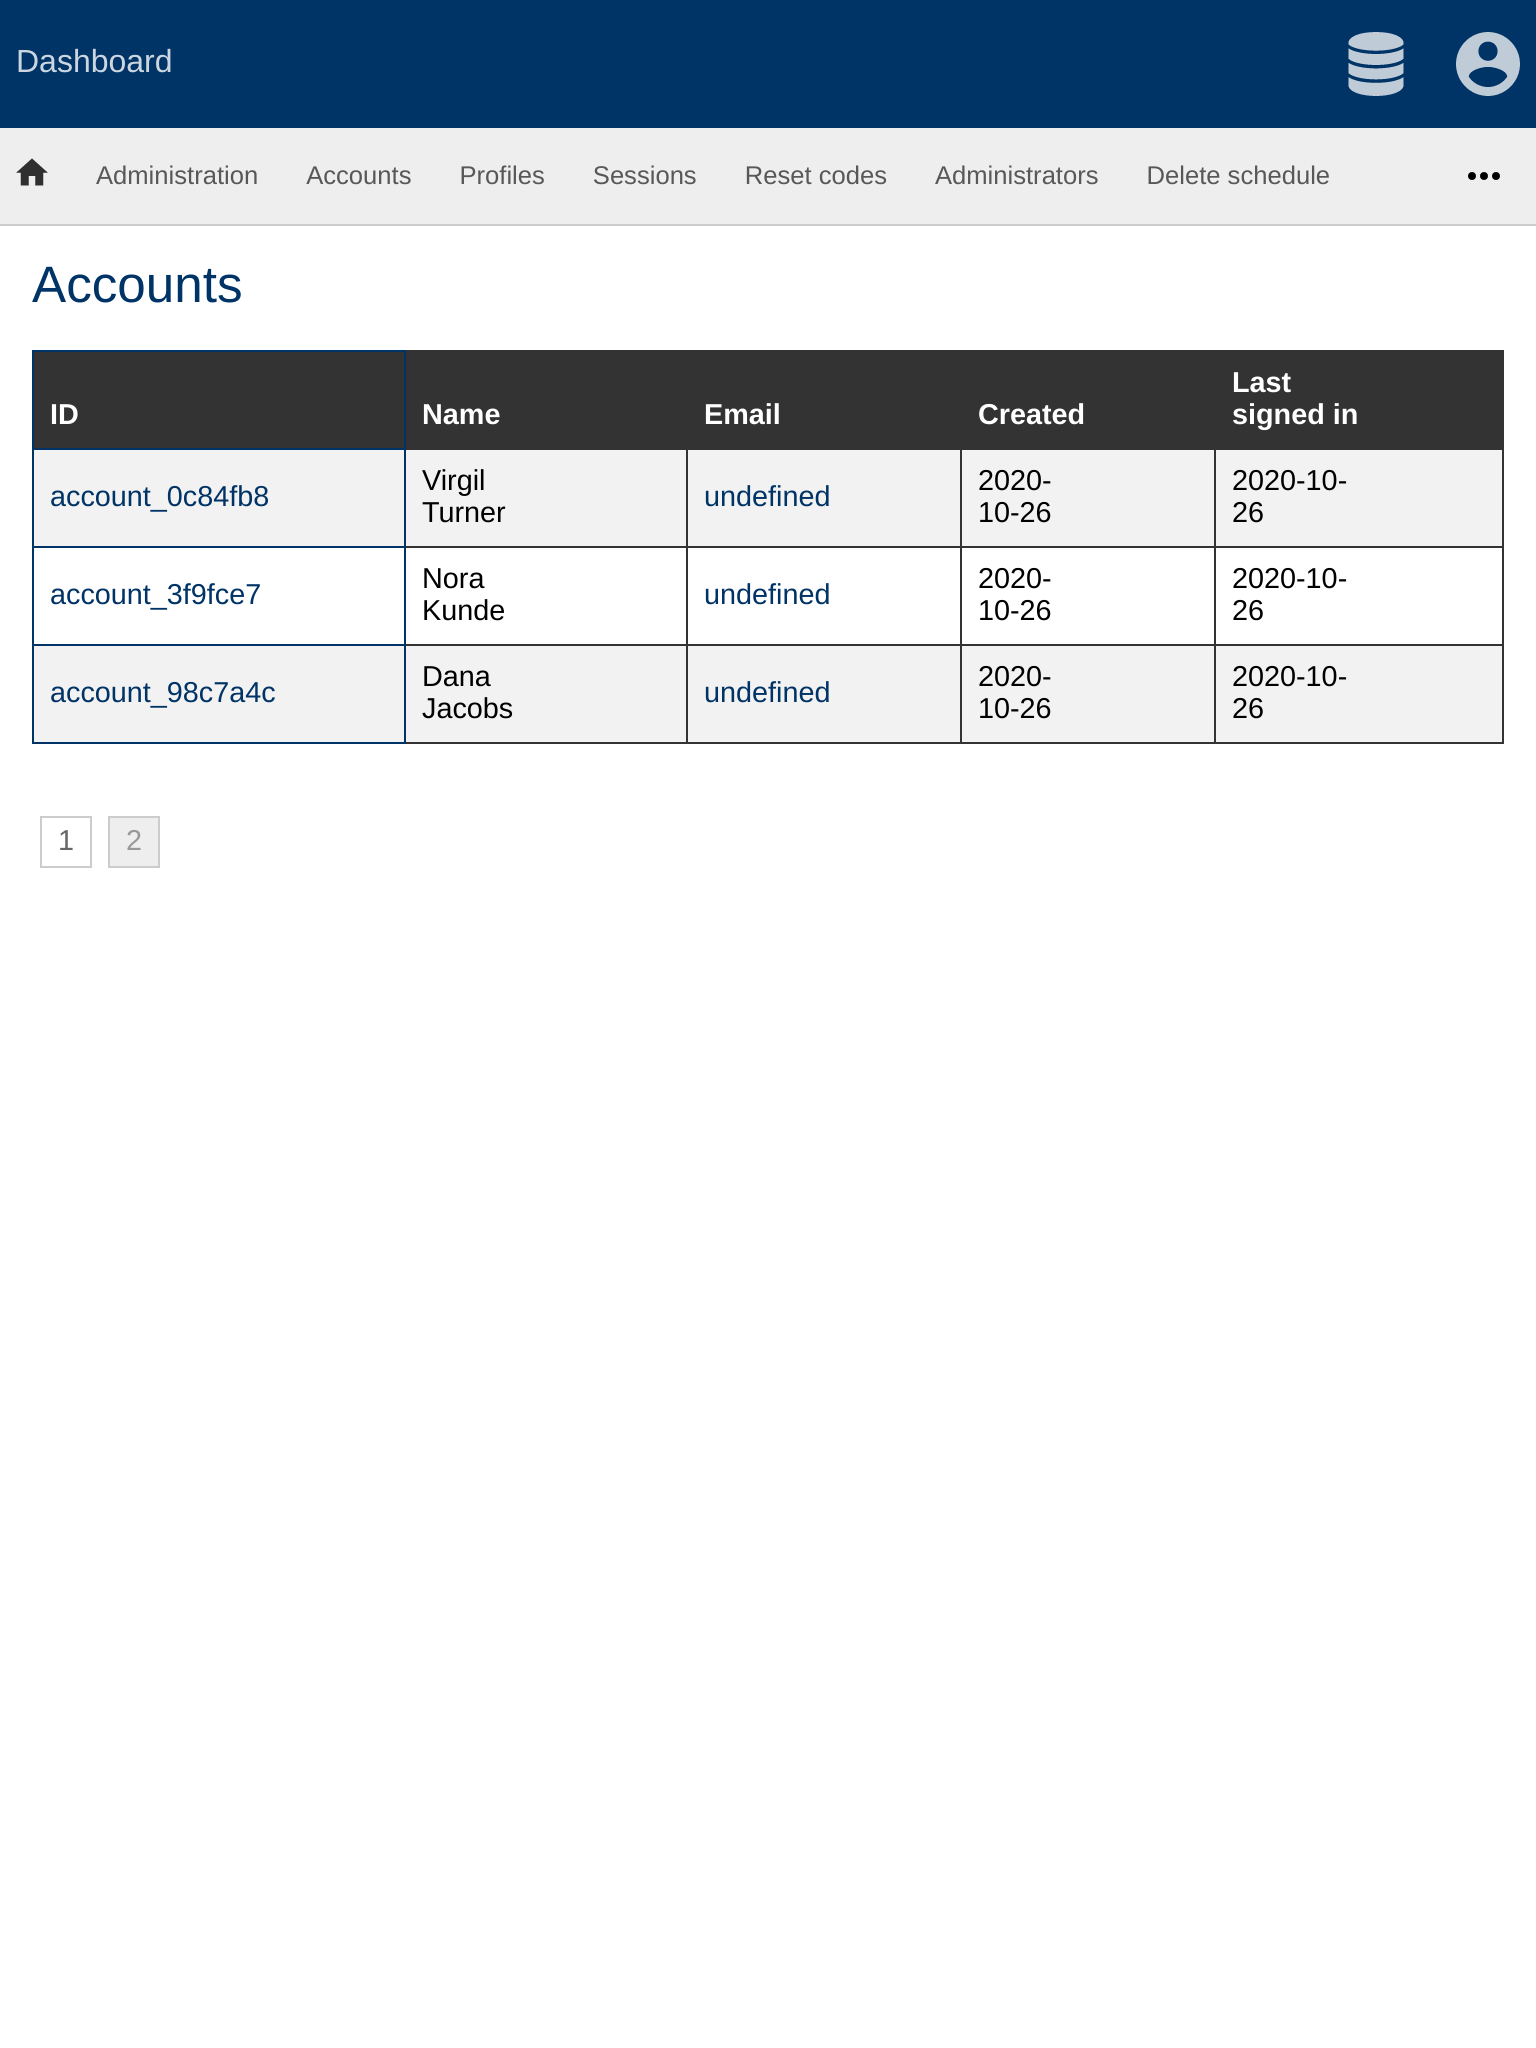 Dashboard
Administration Accounts Profiles Sessions Reset codes Administrators Delete schedule
Accounts
ID Name Email Created Last signed in
account_0c84fb8 Virgil Turner undefined 2020-10-26 2020-10-26
account_3f9fce7 Nora Kunde undefined 2020-10-26 2020-10-26
account_98c7a4c Dana Jacobs undefined 2020-10-26 2020-10-26
1 2